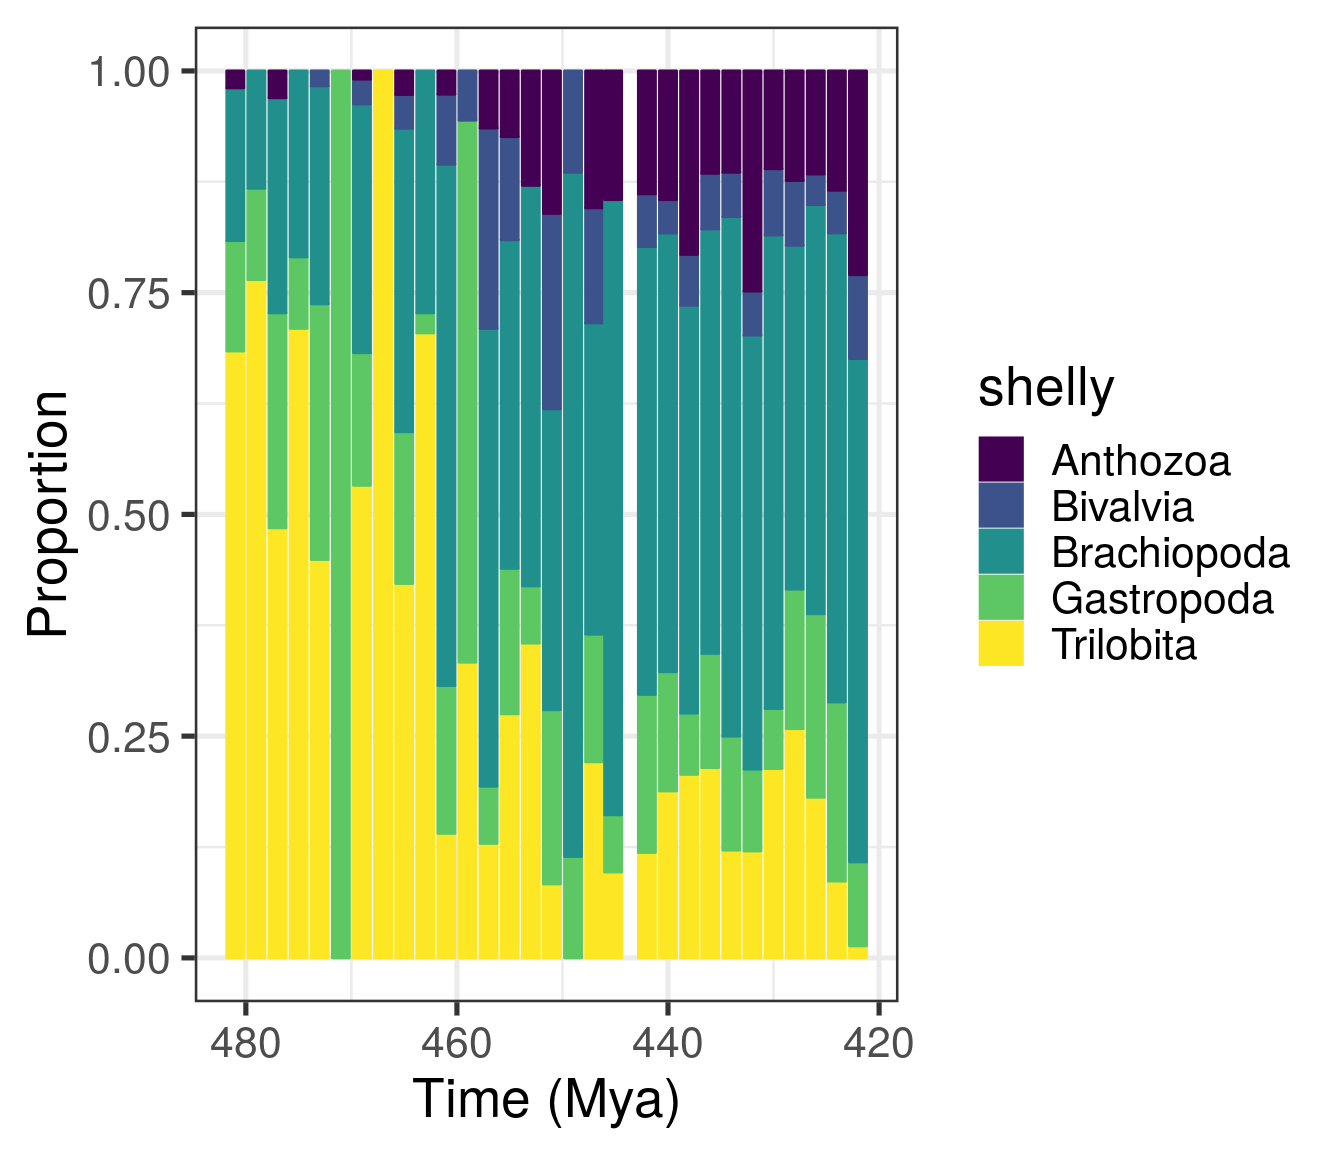 1.00
0.75
0.50
0.25
0.00
Proportion
480 460 440 420
Time (Mya)
shelly
Anthozoa
Bivalvia
Brachiopoda
Gastropoda
Trilobita